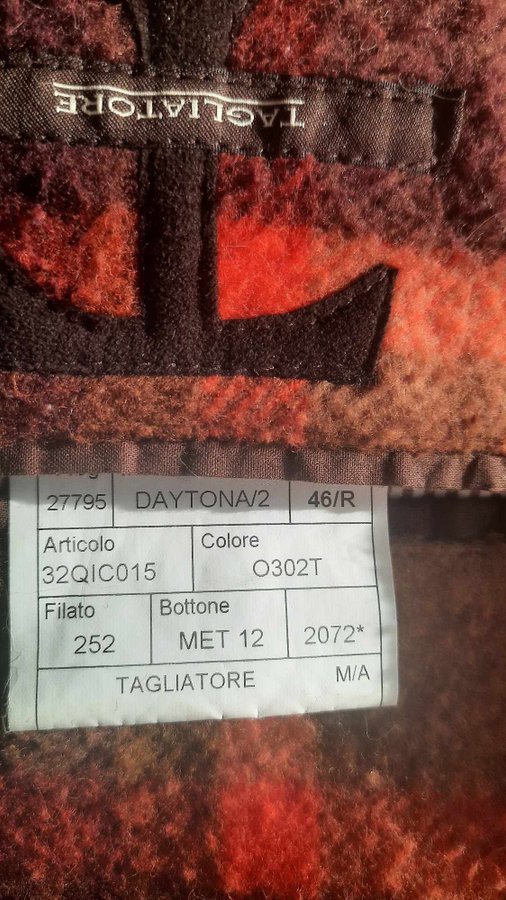 TAGLIATORE
27795 DAYTONA/2 46/R
Articolo Colore
32QIC015 O302T
Filato Bottone
252 MET 12 2072*
TAGLIATORE M/A